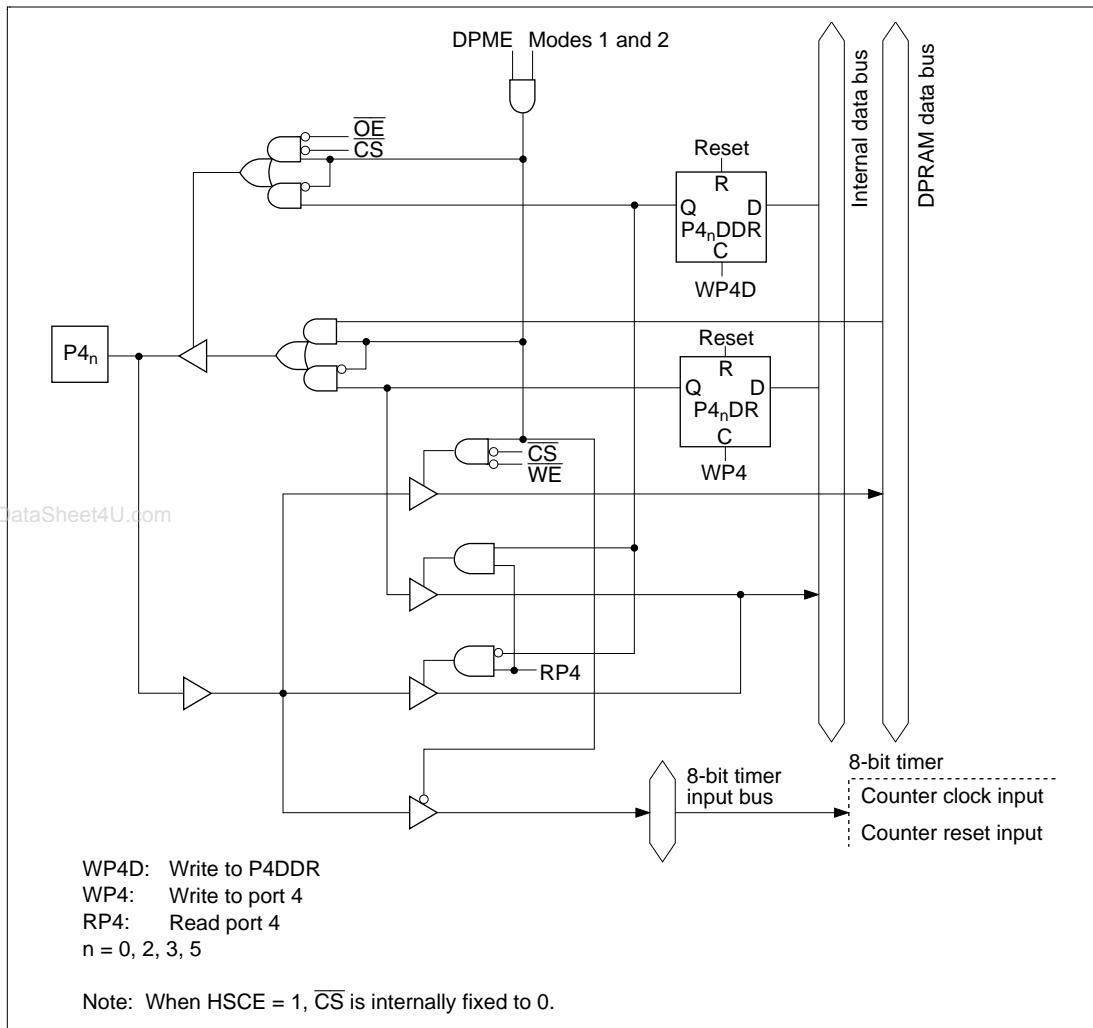 DPME Modes 1 and 2
Internal data bus
DPRAM data bus
OE
CS
Reset
R
Q D
P4nDDR
C
WP4D
P4n
Reset
R
Q D
P4nDR
C
WP4
CS
WE
DataSheet4U.com
RP4
8-bit timer
input bus
8-bit timer
Counter clock input
Counter reset input
WP4D: Write to P4DDR
WP4: Write to port 4
RP4: Read port 4
n = 0, 2, 3, 5
Note: When HSCE = 1, CS is internally fixed to 0.